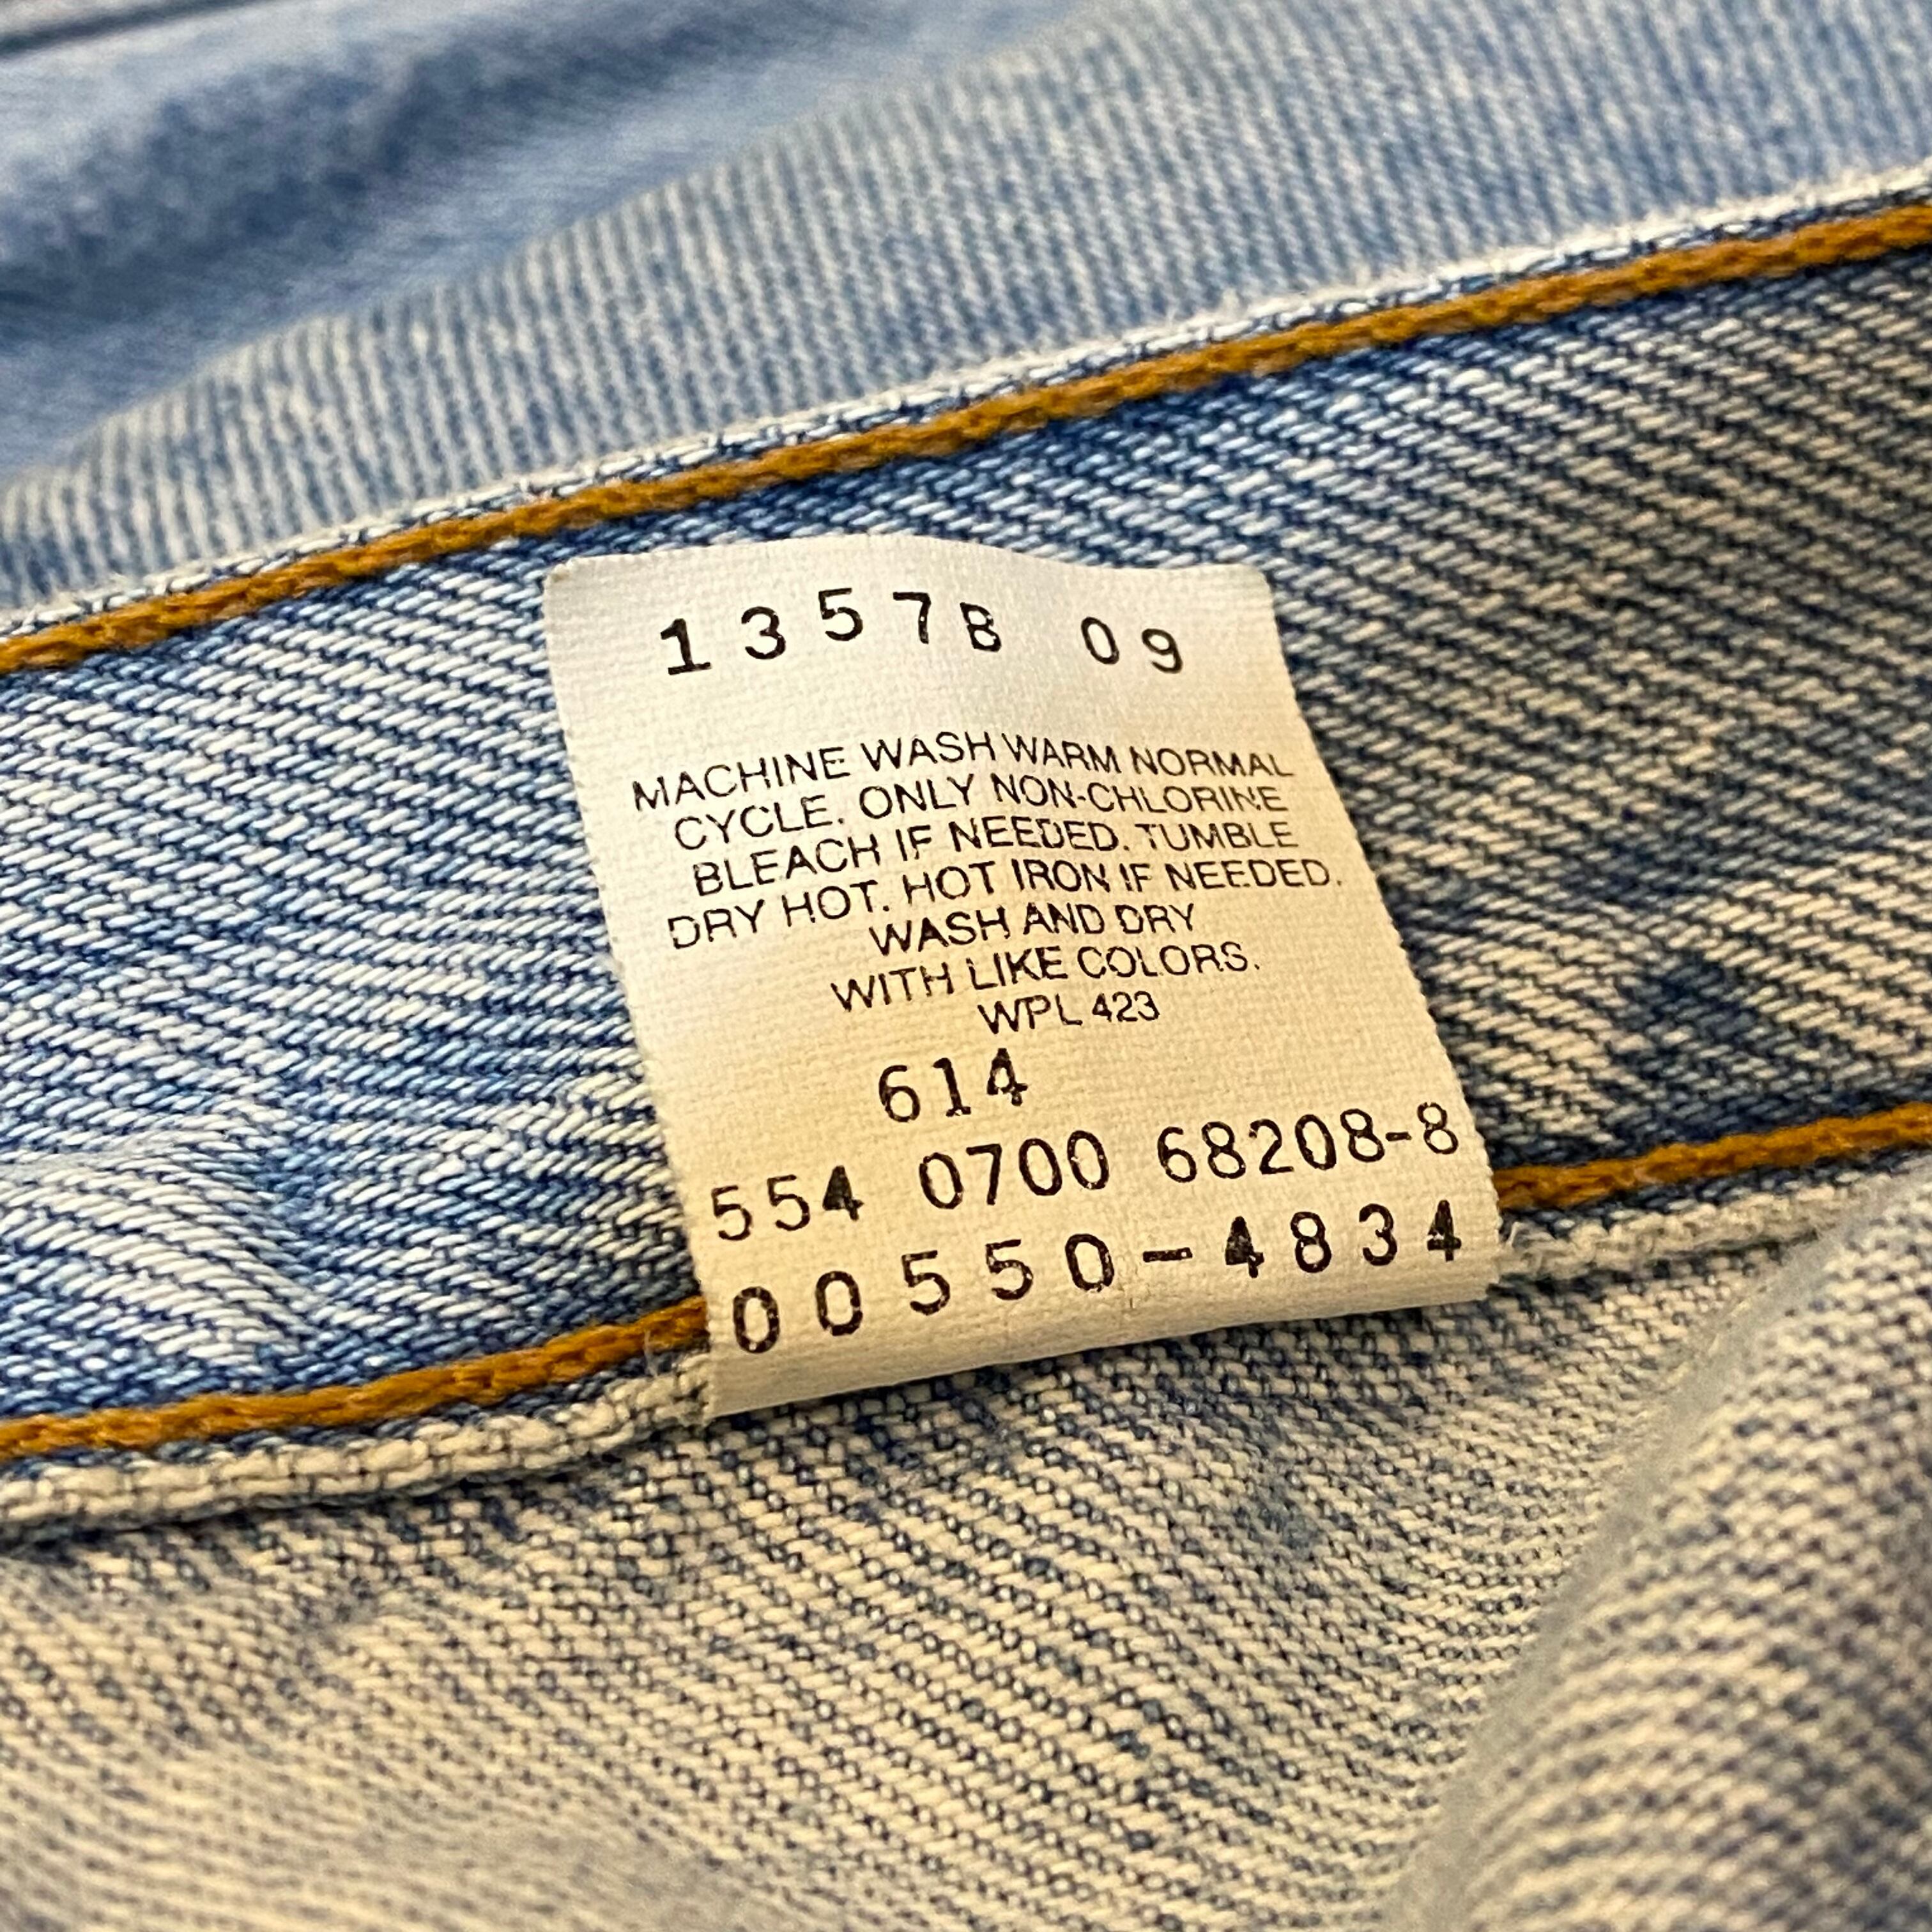 1357B 09
MACHINE WASH WARM NORMAL
CYCLE. ONLY NON-CHLORINE
BLEACH IF NEEDED. TUMBLE
DRY HOT. HOT IRON IF NEEDED.
WASH AND DRY
WITH LIKE COLORS.
WPL 423
614
554 0700 68208-8
00550-4834